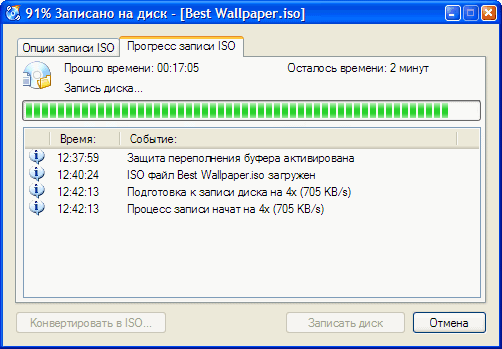 91% Записано на диск - [Best Wallpaper.iso]
Опции записи ISO
Прогресс записи ISO
Прошло времени: 00:17:05 Осталось времени: 2 минут
Запись диска...
Время: Событие:
12:37:59 Защита переполнения буфера активирована
12:40:24 ISO файл Best Wallpaper.iso загружен
12:42:13 Подготовка к записи диска на 4x (705 KB/s)
12:42:13 Процесс записи начат на 4x (705 KB/s)
Конвертировать в ISO... Записать диск Отмена